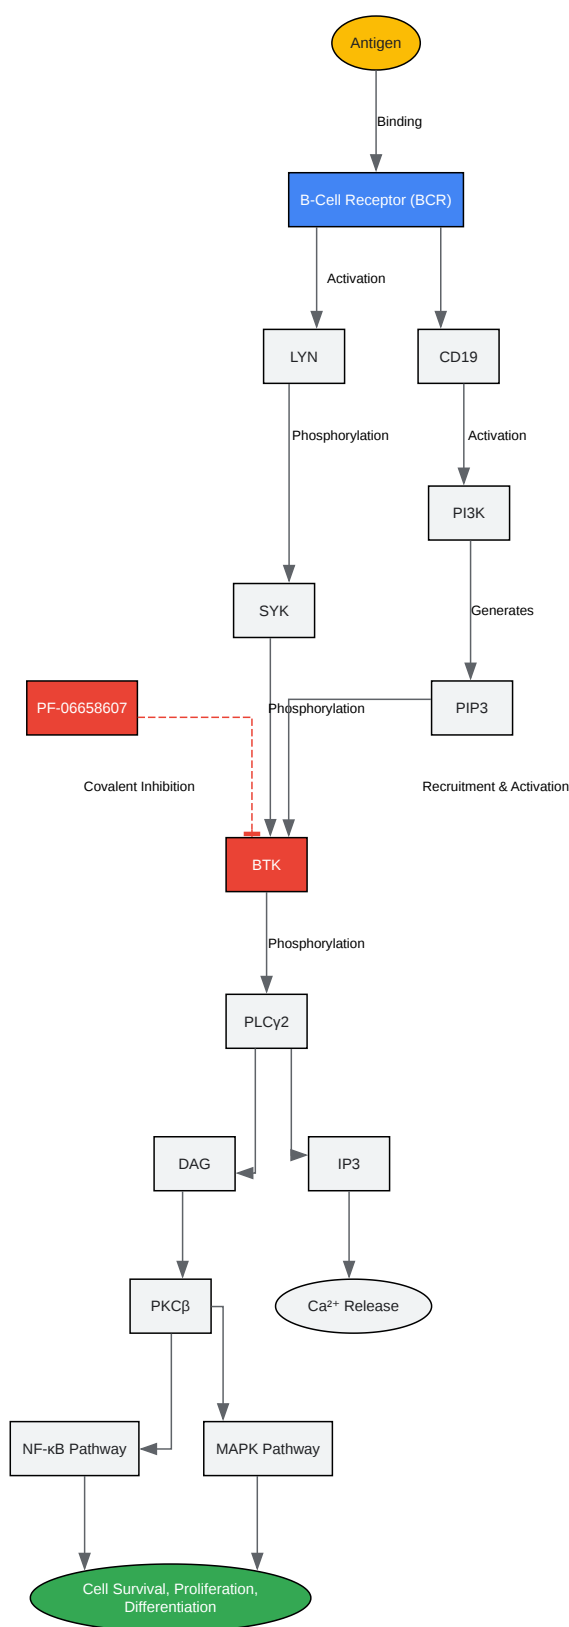 Antigen
Binding
B-Cell Receptor (BCR)
Activation
LYN
CD19
Phosphorylation
Activation
PI3K
Generates
SYK
PF-06658607
Phosphorylation
PIP3
Covalent Inhibition
Recruitment & Activation
BTK
Phosphorylation
PLCγ2
DAG
IP3
PKCβ
Ca²⁺ Release
NF-κB Pathway
MAPK Pathway
Cell Survival, Proliferation,
Differentiation